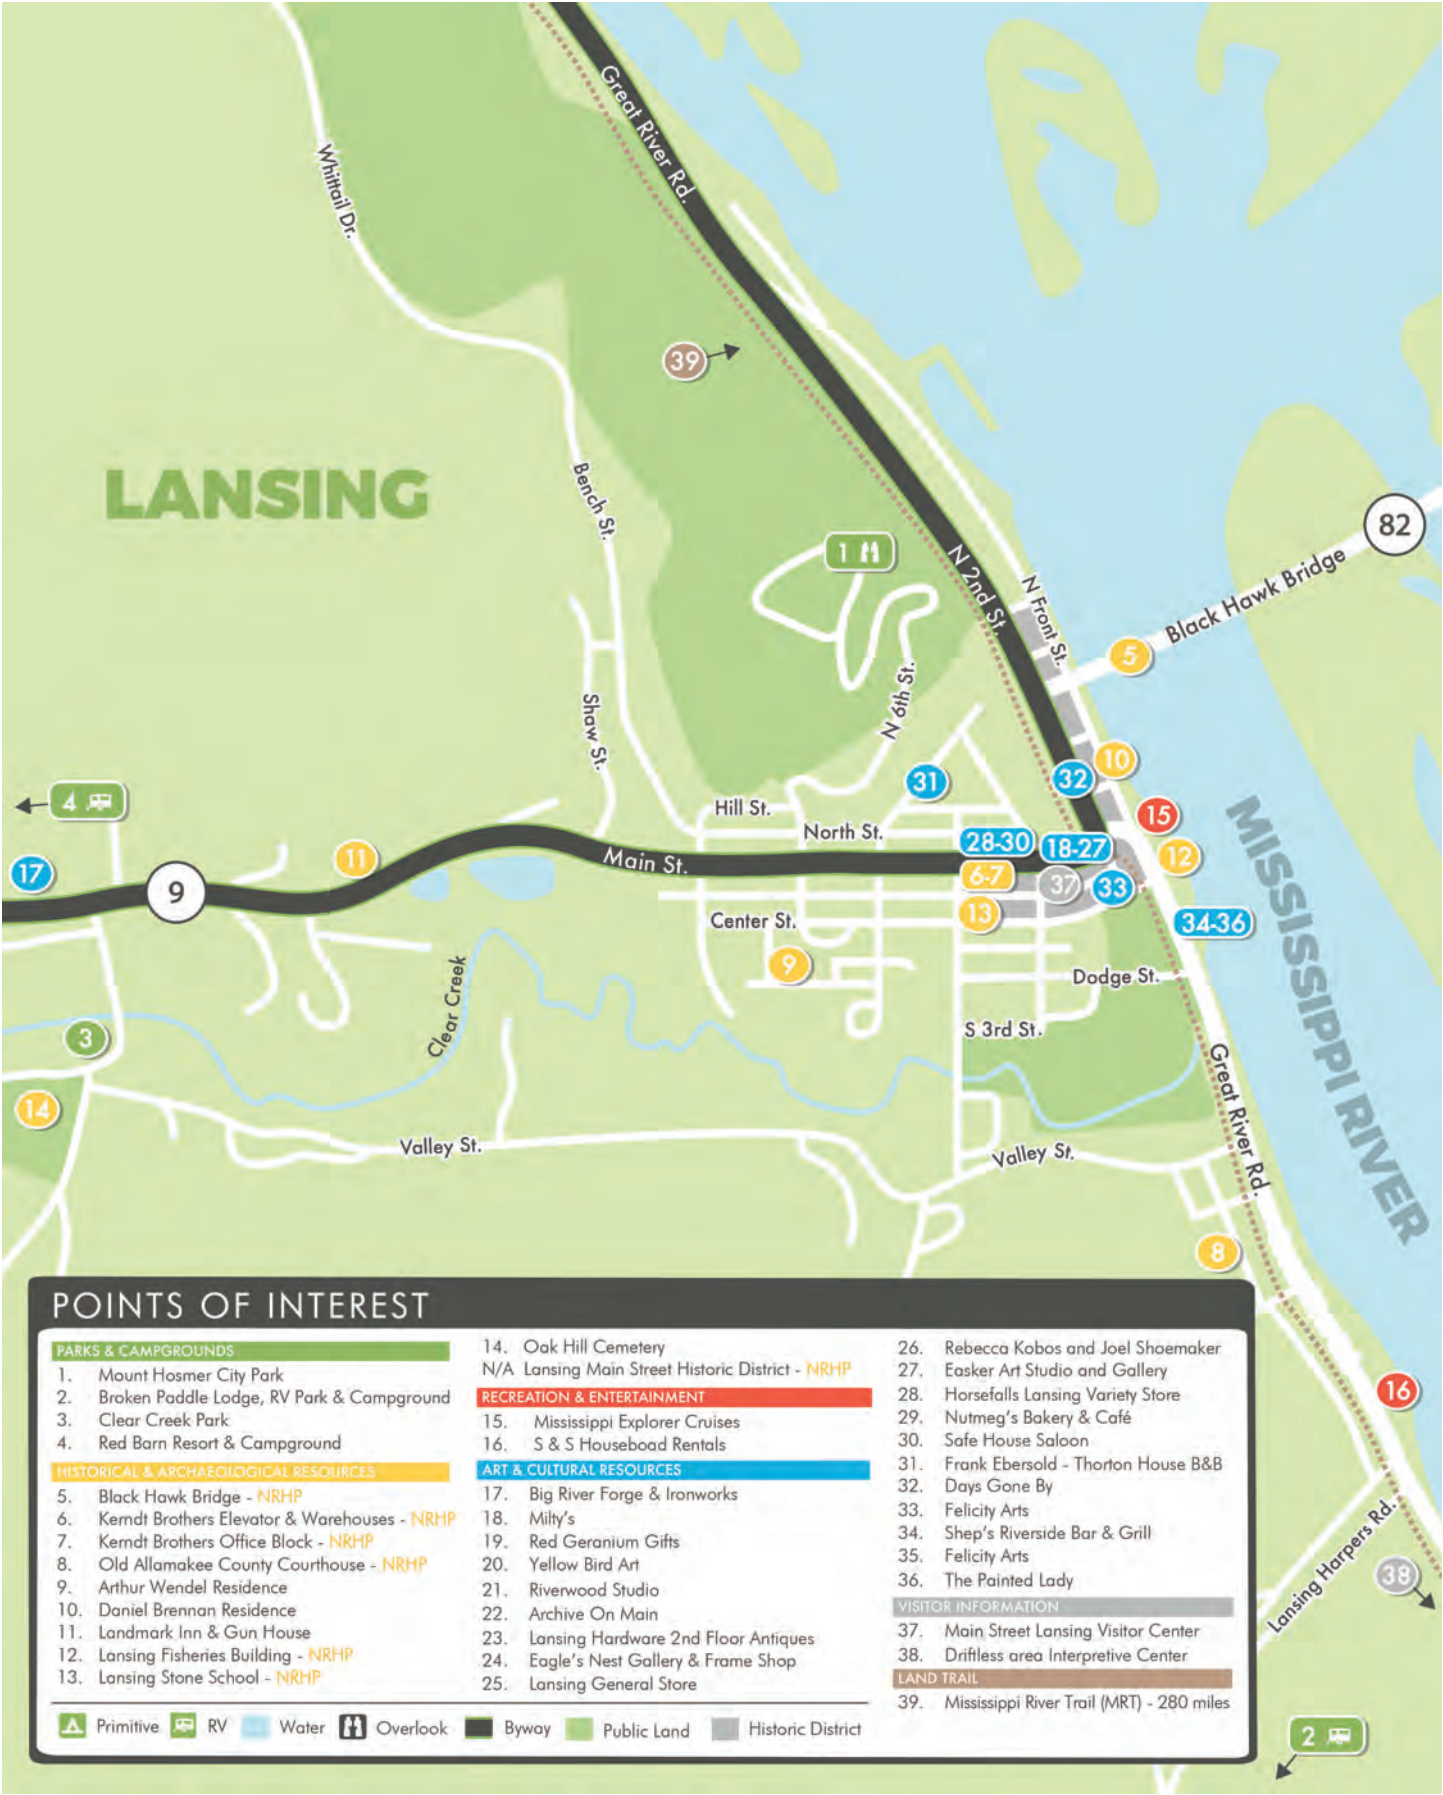 Great River Rd.
Whittail Dr.
39
LANSING
Bench St.
82
1
N 2nd St.
N Front St.
Black Hawk Bridge
5
N 6th St.
Shaw St.
10
31
32
4
Hill St.
15
North St.
28-30
18-27
11
Main St.
12
17
6-7
37
33
9
13
Center St.
34-36
MISSISSIPPI RIVER
9
Dodge St.
Clear Creek
S 3rd St.
3
14
Great River Rd.
Valley St.
Valley St.
8
16
Lansing Harpers Rd.
38
2
POINTS OF INTEREST
PARKS & CAMPGROUNDS
1. Mount Hosmer City Park
2. Broken Paddle Lodge, RV Park & Campground
3. Clear Creek Park
4. Red Barn Resort & Campground
HISTORICAL & ARCHAEOLOGICAL RESOURCES
5. Black Hawk Bridge - NRHP
6. Kerndt Brothers Elevator & Warehouses - NRHP
7. Kerndt Brothers Office Block - NRHP
8. Old Allamakee County Courthouse - NRHP
9. Arthur Wendel Residence
10. Daniel Brennan Residence
11. Landmark Inn & Gun House
12. Lansing Fisheries Building - NRHP
13. Lansing Stone School - NRHP
14. Oak Hill Cemetery
N/A Lansing Main Street Historic District - NRHP
RECREATION & ENTERTAINMENT
15. Mississippi Explorer Cruises
16. S & S Houseboad Rentals
ART & CULTURAL RESOURCES
17. Big River Forge & Ironworks
18. Milty's
19. Red Geranium Gifts
20. Yellow Bird Art
21. Riverwood Studio
22. Archive On Main
23. Lansing Hardware 2nd Floor Antiques
24. Eagle's Nest Gallery & Frame Shop
25. Lansing General Store
26. Rebecca Kobos and Joel Shoemaker
27. Easker Art Studio and Gallery
28. Horsefalls Lansing Variety Store
29. Nutmeg's Bakery & Café
30. Safe House Saloon
31. Frank Ebersold - Thorton House B&B
32. Days Gone By
33. Felicity Arts
34. Shep's Riverside Bar & Grill
35. Felicity Arts
36. The Painted Lady
VISITOR INFORMATION
37. Main Street Lansing Visitor Center
38. Driftless area Interpretive Center
LAND TRAIL
39. Mississippi River Trail (MRT) - 280 miles
Primitive
RV
Water
Overlook
Byway
Public Land
Historic District